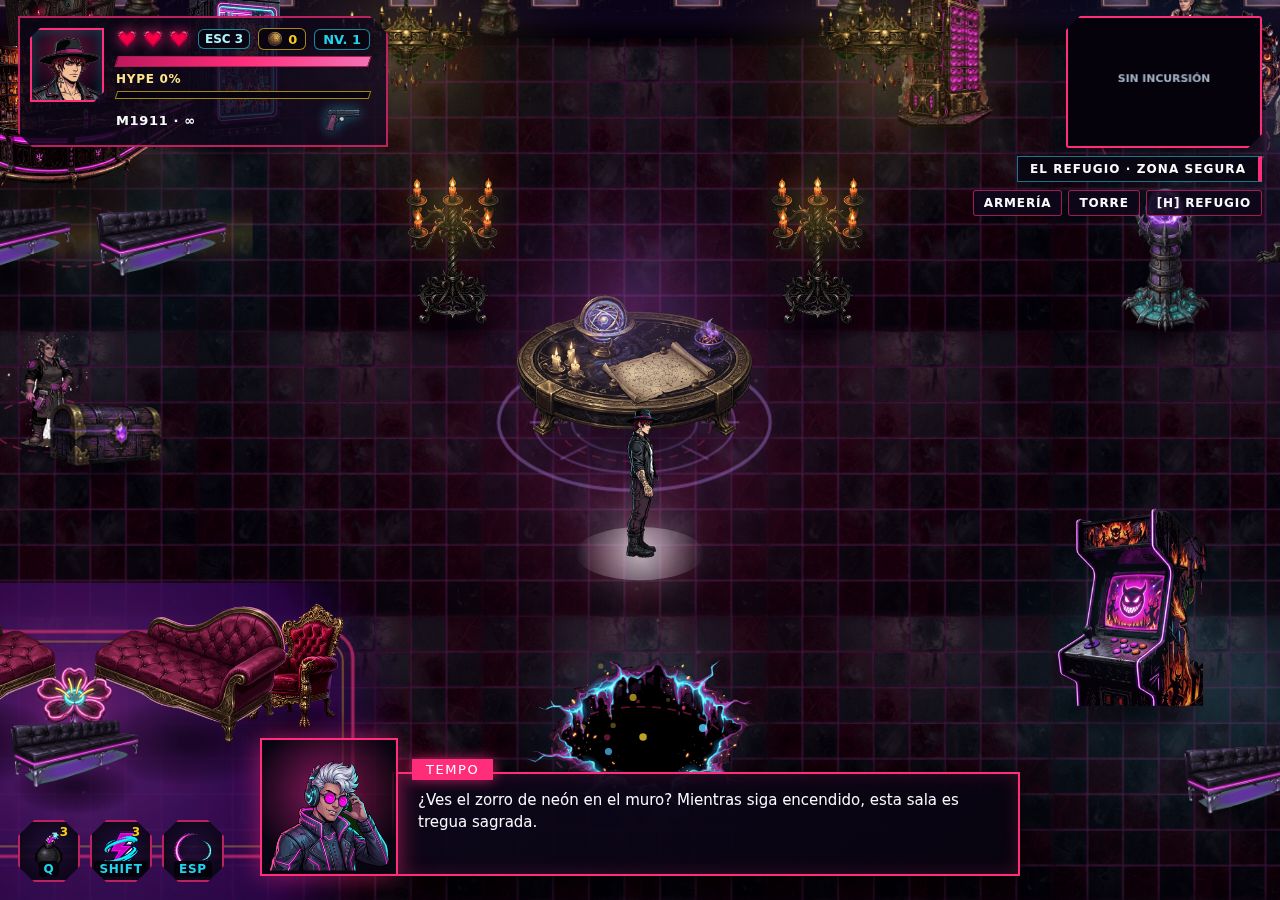 ESC 3
0
NV. 1
HYPE 0%
M1911 · ∞
SIN INCURSIÓN
EL REFUGIO · ZONA SEGURA
ARMERÍA
TORRE
[H] REFUGIO
TEMPO
¿Ves el zorro de neón en el muro? Mientras siga encendido, esta sala es
tregua sagrada.
3
Q
3
SHIFT
ESP